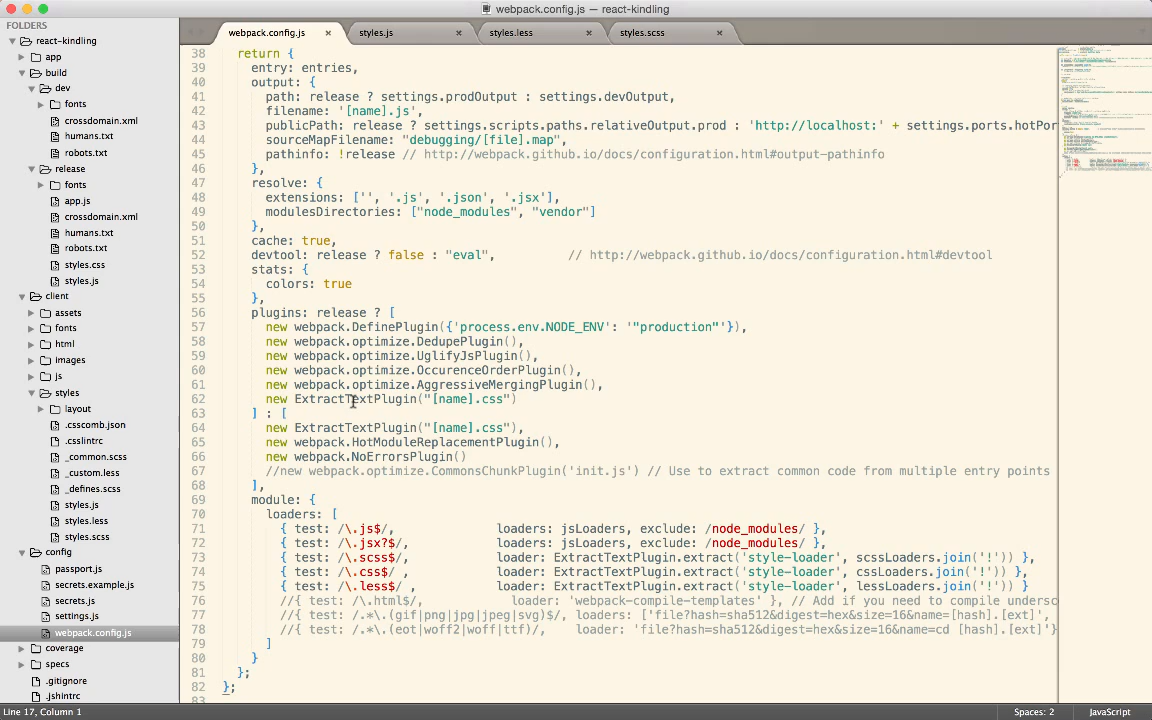 webpack.config.js — react-kindling
FOLDERS
react-kindling
app
build
dev
fonts
crossdomain.xml
humans.txt
robots.txt
release
fonts
app.js
crossdomain.xml
humans.txt
robots.txt
styles.css
styles.js
client
assets
fonts
html
images
js
styles
layout
.csscomb.json
.csslintrc
_common.scss
_custom.less
_defines.scss
styles.js
styles.less
styles.scss
config
passport.js
secrets.example.js
secrets.js
settings.js
webpack.config.js
coverage
specs
.gitignore
.jshintrc
webpack.config.js × styles.js × styles.less × styles.scss ×
38 return {
39 entry: entries,
40 output: {
41 path: release ? settings.prodOutput : settings.devOutput,
42 filename: '[name].js',
43 publicPath: release ? settings.scripts.paths.relativeOutput.prod : 'http://localhost:' + settings.ports.hotPor
44 sourceMapFilename: "debugging/[file].map",
45 pathinfo: !release // http://webpack.github.io/docs/configuration.html#output-pathinfo
46 },
47 resolve: {
48 extensions: ['', '.js', '.json', '.jsx'],
49 modulesDirectories: ["node_modules", "vendor"]
50 },
51 cache: true,
52 devtool: release ? false : "eval", // http://webpack.github.io/docs/configuration.html#devtool
53 stats: {
54 colors: true
55 },
56 plugins: release ? [
57 new webpack.DefinePlugin({'process.env.NODE_ENV': '"production"'}),
58 new webpack.optimize.DedupePlugin(),
59 new webpack.optimize.UglifyJsPlugin(),
60 new webpack.optimize.OccurenceOrderPlugin(),
61 new webpack.optimize.AggressiveMergingPlugin(),
62 new ExtractTextPlugin("[name].css")
63 ] : [
64 new ExtractTextPlugin("[name].css"),
65 new webpack.HotModuleReplacementPlugin(),
66 new webpack.NoErrorsPlugin()
67 //new webpack.optimize.CommonsChunkPlugin('init.js') // Use to extract common code from multiple entry points
68 ],
69 module: {
70 loaders: [
71 { test: /\.js$/, loaders: jsLoaders, exclude: /node_modules/ },
72 { test: /\.jsx?$/, loaders: jsLoaders, exclude: /node_modules/ },
73 { test: /\.scss$/, loader: ExtractTextPlugin.extract('style-loader', scssLoaders.join('!')) },
74 { test: /\.css$/ , loader: ExtractTextPlugin.extract('style-loader', cssLoaders.join('!')) },
75 { test: /\.less$/ , loader: ExtractTextPlugin.extract('style-loader', lessLoaders.join('!')) }
76 //{ test: /\.html$/, loader: 'webpack-compile-templates' }, // Add if you need to compile undersc
77 //{ test: /.*\.(gif|png|jpg|jpeg|svg)$/, loaders: ['file?hash=sha512&digest=hex&size=16&name=[hash].[ext]',
78 //{ test: /.*\.(eot|woff2|woff|ttf)/, loader: 'file?hash=sha512&digest=hex&size=16&name=cd [hash].[ext]'}
79 ]
80 }
81 };
82 };
83
Line 17, Column 1 Spaces: 2 JavaScript